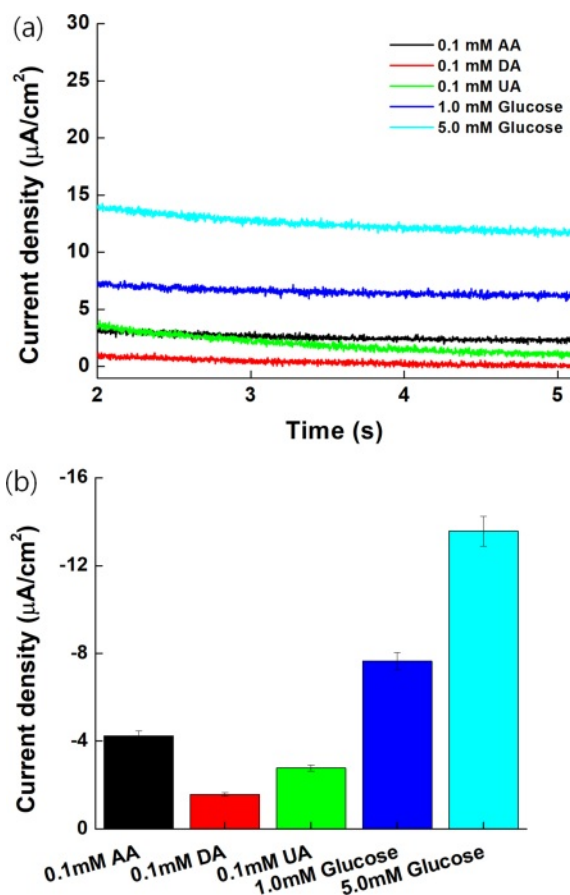 (a)
30
25
20
15
10
5
0
Current density (µA/cm²)
0.1 mM AA
0.1 mM DA
0.1 mM UA
1.0 mM Glucose
5.0 mM Glucose
2 3 4 5
Time (s)
(b)
-16
-12
-8
-4
0
Current density (µA/cm²)
0.1mM AA
0.1mM DA
0.1mM UA
1.0mM Glucose
5.0mM Glucose